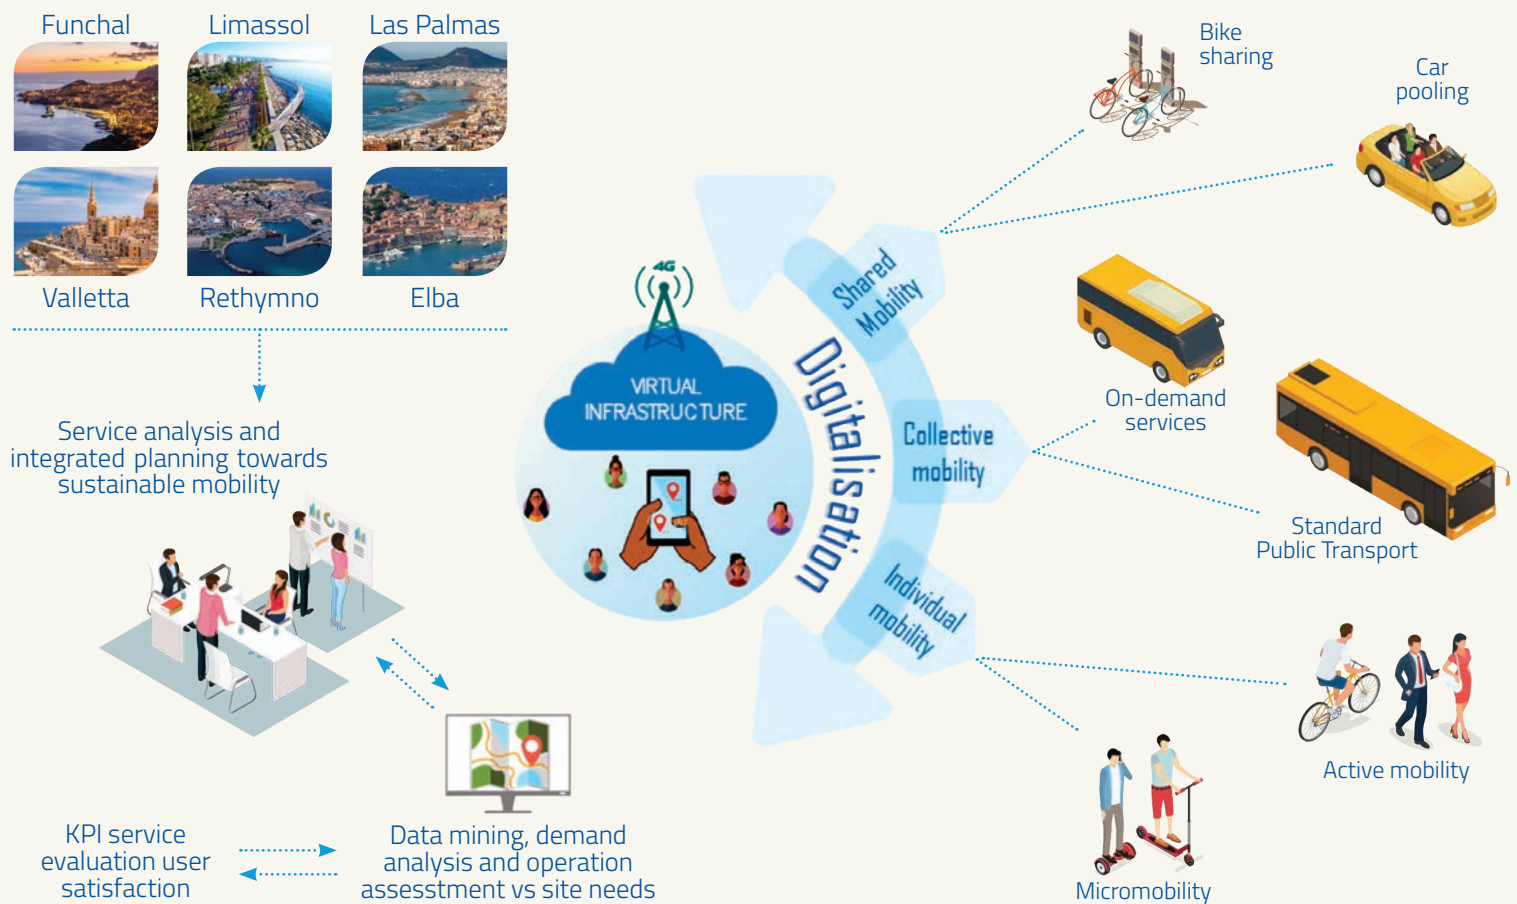 Funchal
Limassol
Las Palmas
Valletta
Rethymno
Elba
Service analysis and
integrated planning towards
sustainable mobility
KPI service
evaluation user
satisfaction
Data mining, demand
analysis and operation
assesstment vs site needs
4G
VIRTUAL
INFRASTRUCTURE
Digitalisation
Shared
Mobility
Collective
mobility
Individual
mobility
Bike
sharing
Car
pooling
On-demand
services
Standard
Public Transport
Active mobility
Micromobility